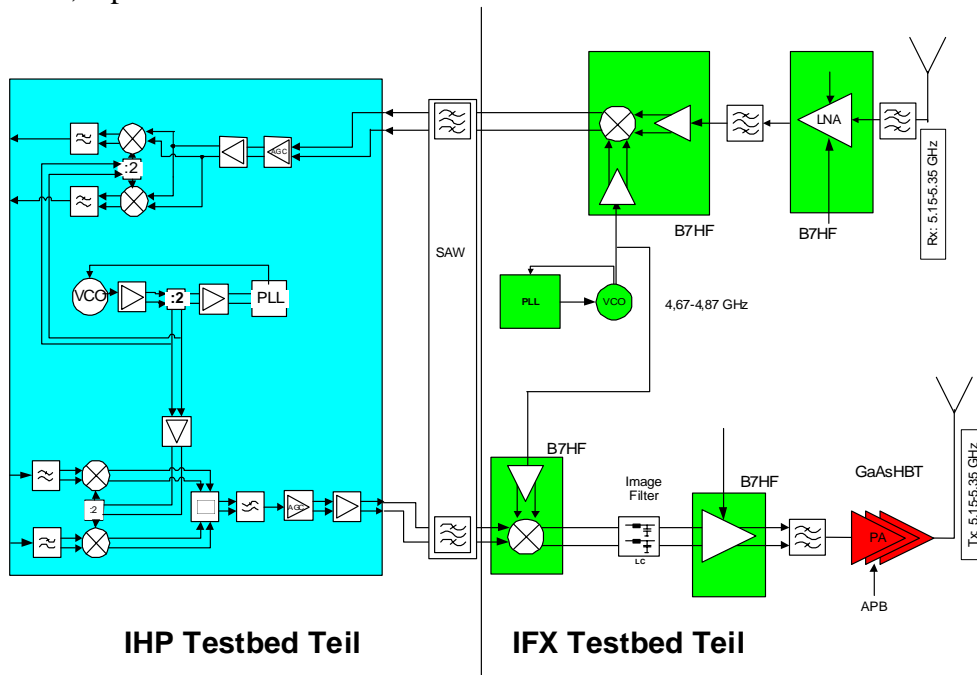 AGC
LNA
:2
Rx: 5.15-5.35 GHz
B7HF
B7HF
SAW
VCO
:2
PLL
PLL
VCO
4,67-4,87 GHz
B7HF
Image
Filter
B7HF
GaAsHBT
:2
AGC
LC
PA
Tx: 5.15-5.35 GHz
APB
IHP Testbed Teil
IFX Testbed Teil